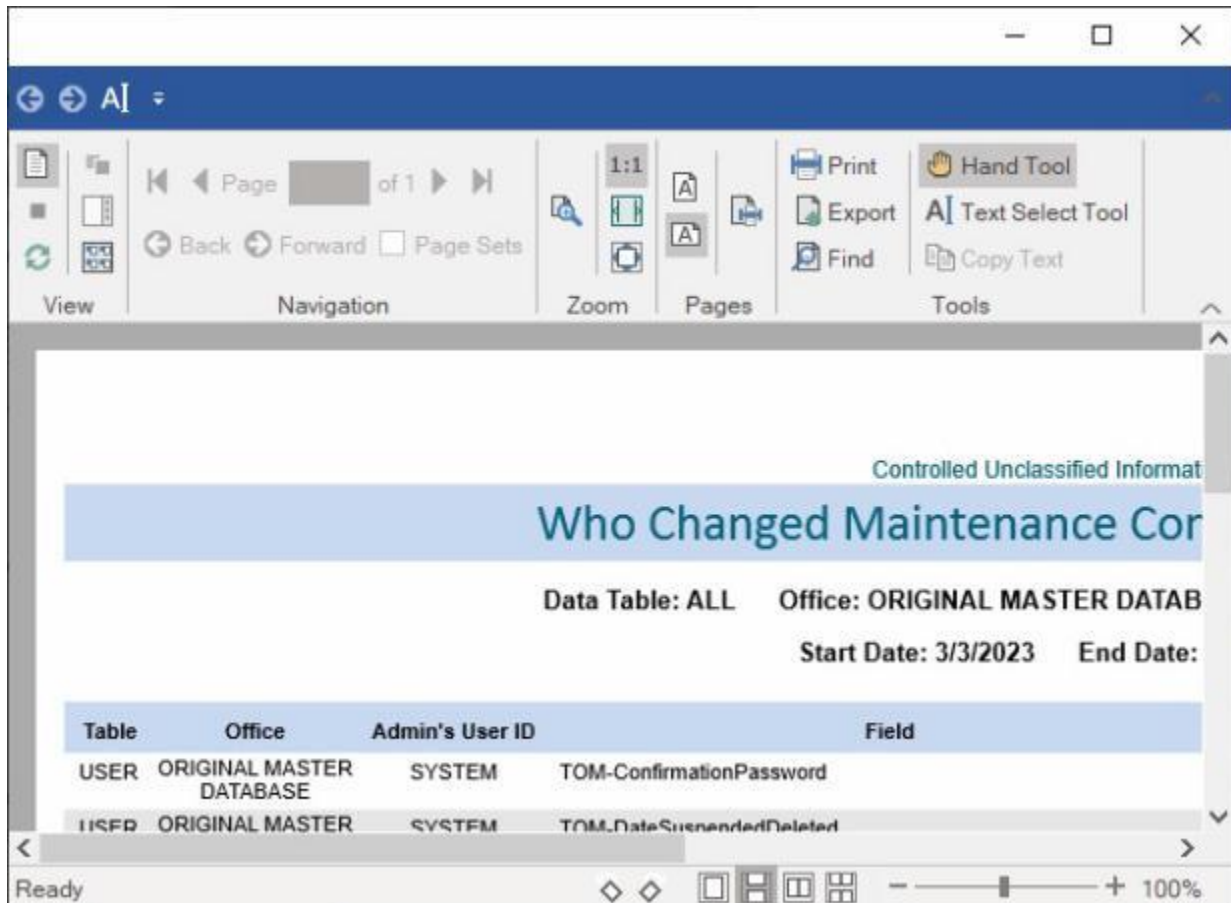 A
1:1
Page of 1
Back Forward Page Sets
A
A
Print
Export
Find
Hand Tool
A Text Select Tool
Copy Text
View Navigation Zoom Pages Tools
Controlled Unclassified Informat
Who Changed Maintenance Cor
Data Table: ALL Office: ORIGINAL MASTER DATAB
Start Date: 3/3/2023 End Date:
Table Office Admin's User ID Field
USER ORIGINAL MASTER DATABASE SYSTEM TOM-ConfirmationPassword
USER ORIGINAL MASTER SYSTEM TOM-DateSuspendedDeleted
Ready 100%